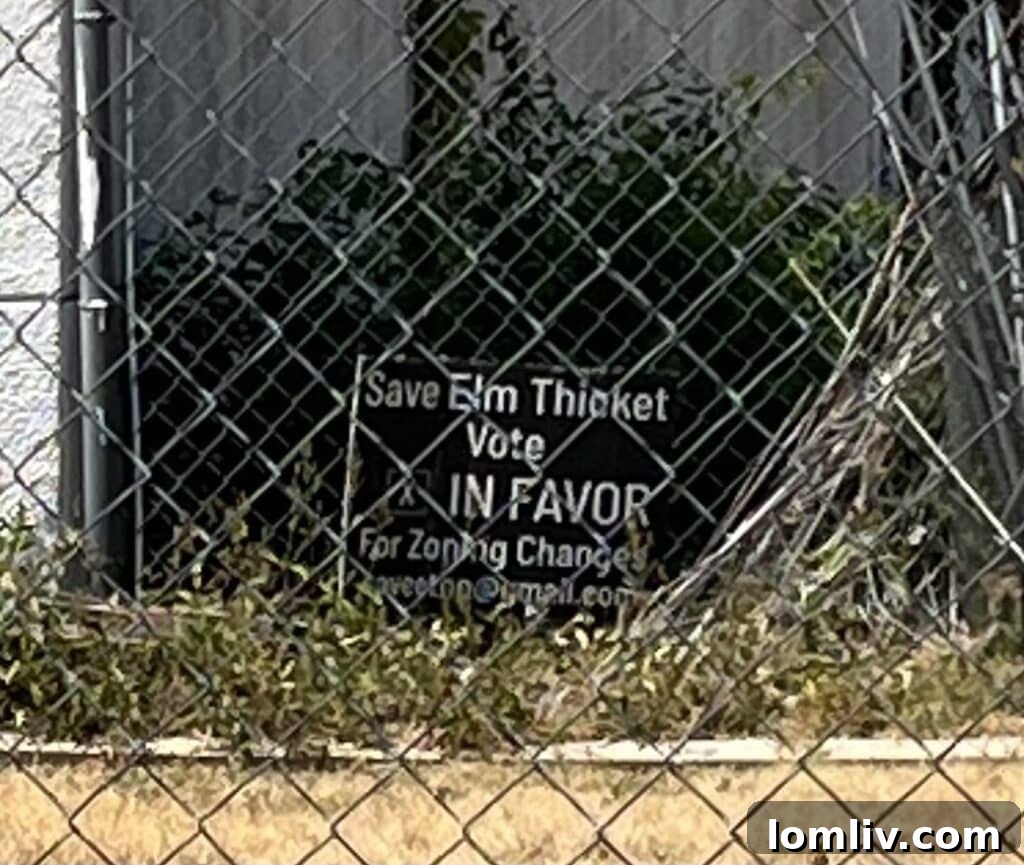 Save Elm Thicket
Vote
IN FAVOR
For Zoning Changes
lomliv.com